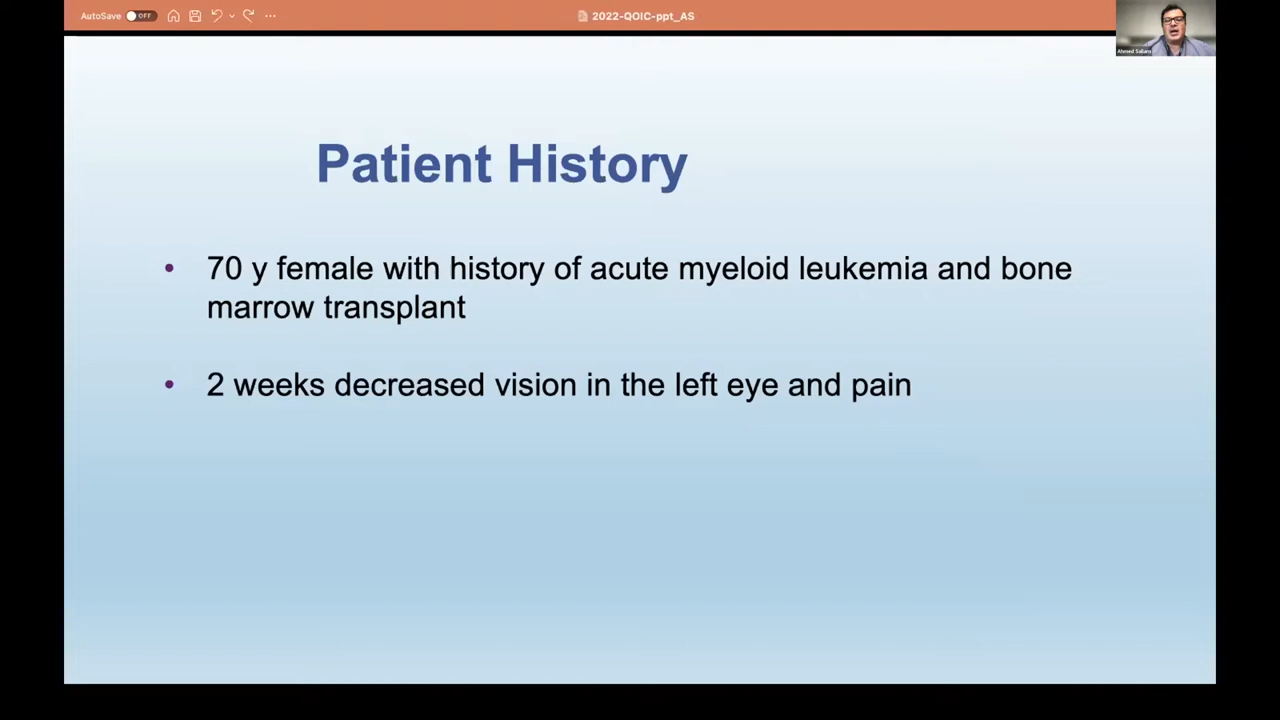 AutoSave OFF
2022-QOIC-ppt_AS
Patient History
• 70 y female with history of acute myeloid leukemia and bone
marrow transplant
• 2 weeks decreased vision in the left eye and pain